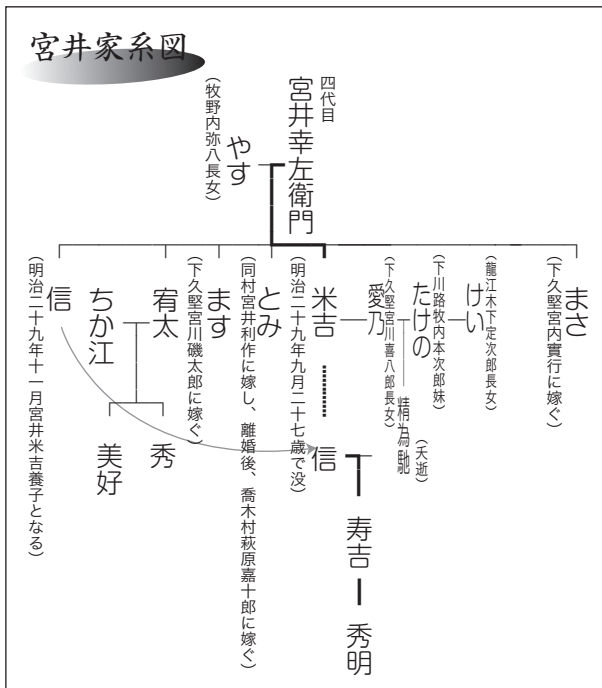 宮井家系図
四代目
宮井幸左衛門
やす
(牧野内弥八長女)
まさ
(下久堅宮内實行に嫁ぐ)
けい
(龍江木下定次郎長女)
たけの
(下川路牧内本次郎妹)
精為馳
(夭逝)
愛乃
(下久堅宮川喜八郎長女)
米吉
(明治二十九年九月二十七歳で没)
とみ
(同村宮井利作に嫁し、離婚後、喬木村萩原嘉十郎に嫁ぐ)
ます
(下久堅宮川磯太郎に嫁ぐ)
宥太
ちか江
信
(明治二十九年十一月宮井米吉養子となる)
信
寿吉
秀明
秀
美好